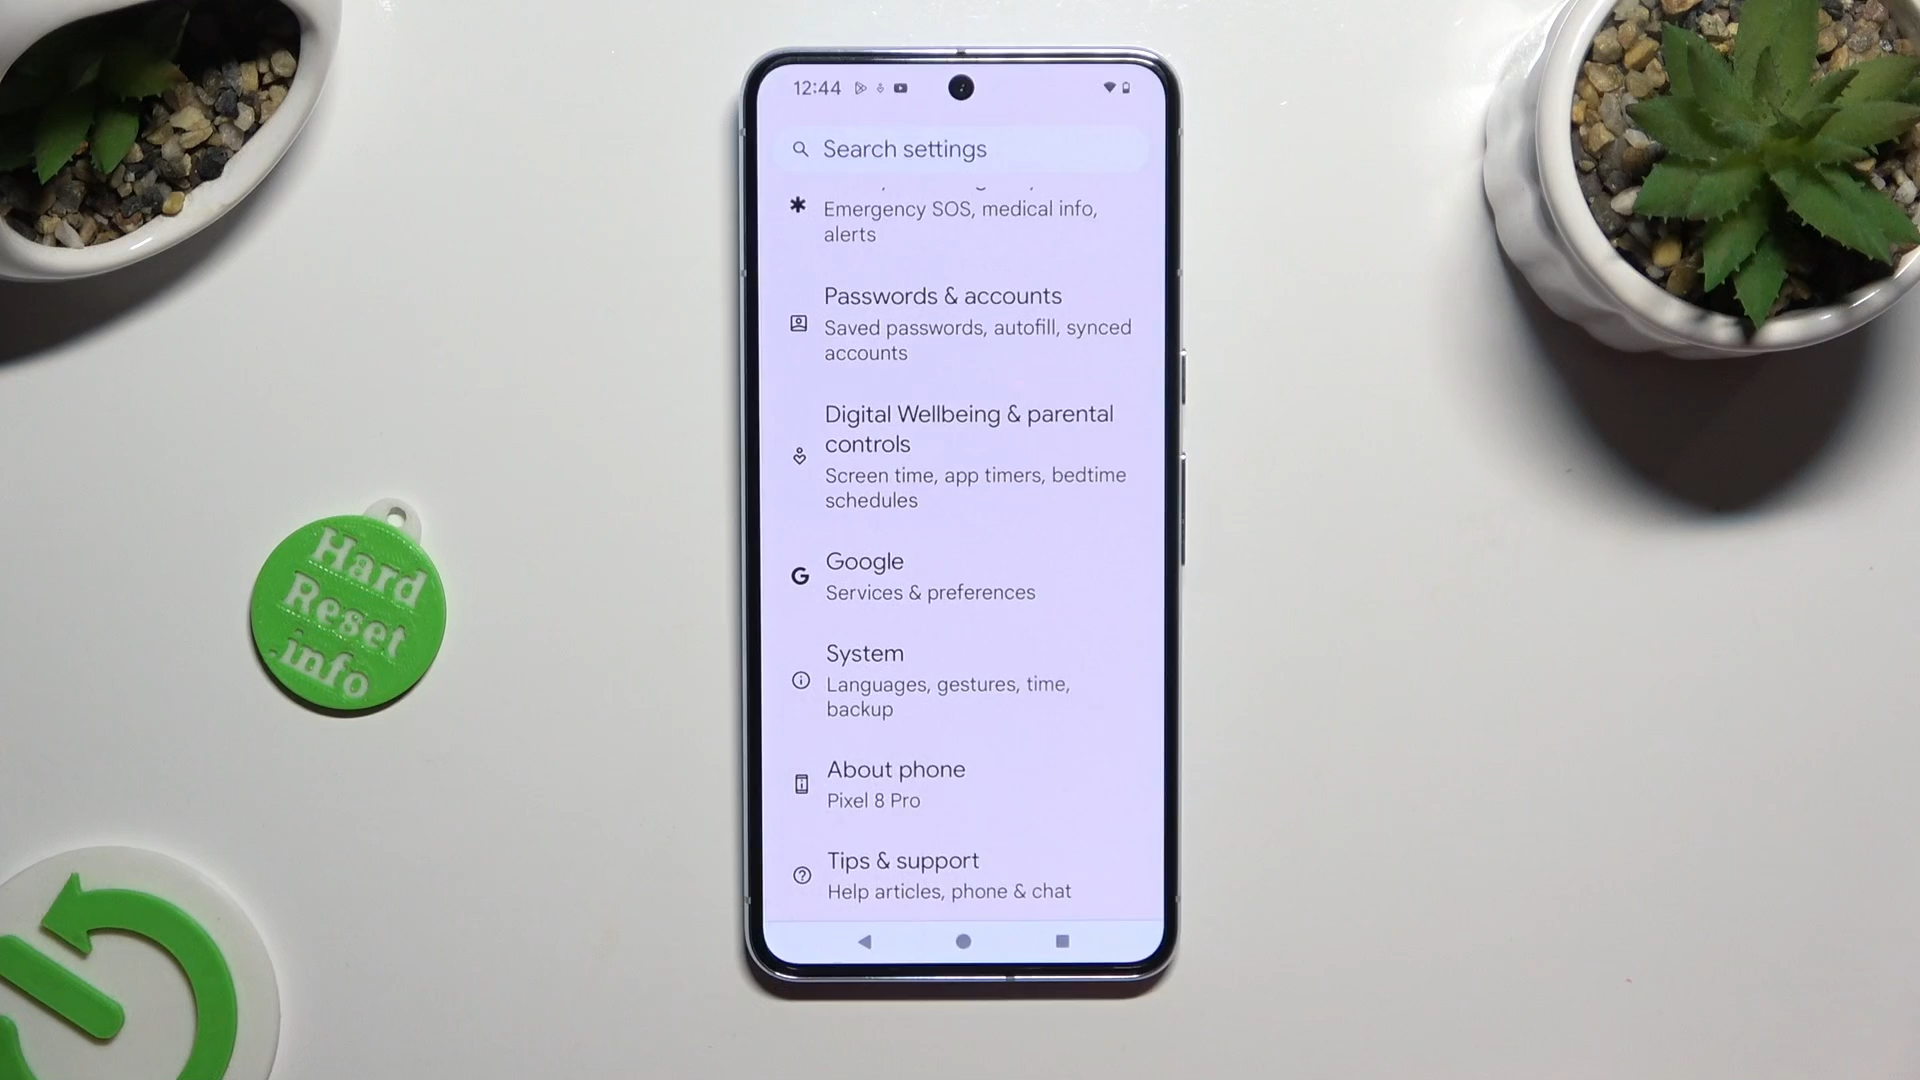 12:44
Search settings
Emergency SOS, medical info,
alerts
Passwords & accounts
Saved passwords, autofill, synced
accounts
Digital Wellbeing & parental
controls
Screen time, app timers, bedtime
schedules
Google
Services & preferences
System
Languages, gestures, time,
backup
About phone
Pixel 8 Pro
Tips & support
Help articles, phone & chat
Hard
Reset
.info